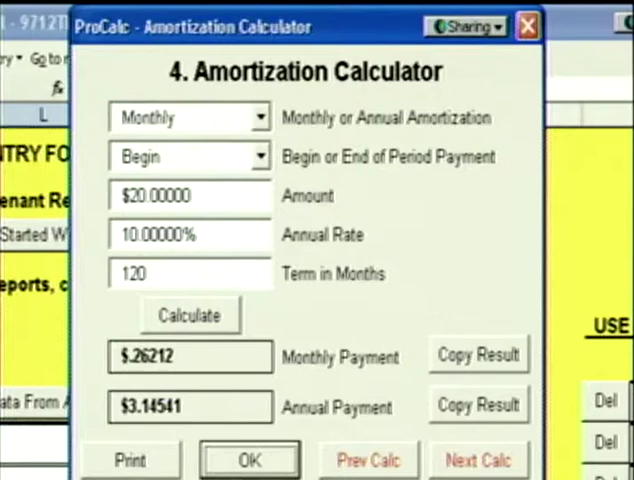 - 9712T
ProCalc - Amortization Calculator
Sharing
Go to
4. Amortization Calculator
fx
L
Monthly
Monthly or Annual Amortization
NTRY FO
Begin
Begin or End of Period Payment
enant Re
$20.00000
Amount
Started W
10.00000%
Annual Rate
120
Term in Months
eports, c
Calculate
USE
$.26212
Monthly Payment
Copy Result
ata From A
$3.14541
Annual Payment
Copy Result
Del
Del
Print
OK
Prev Calc
Next Calc